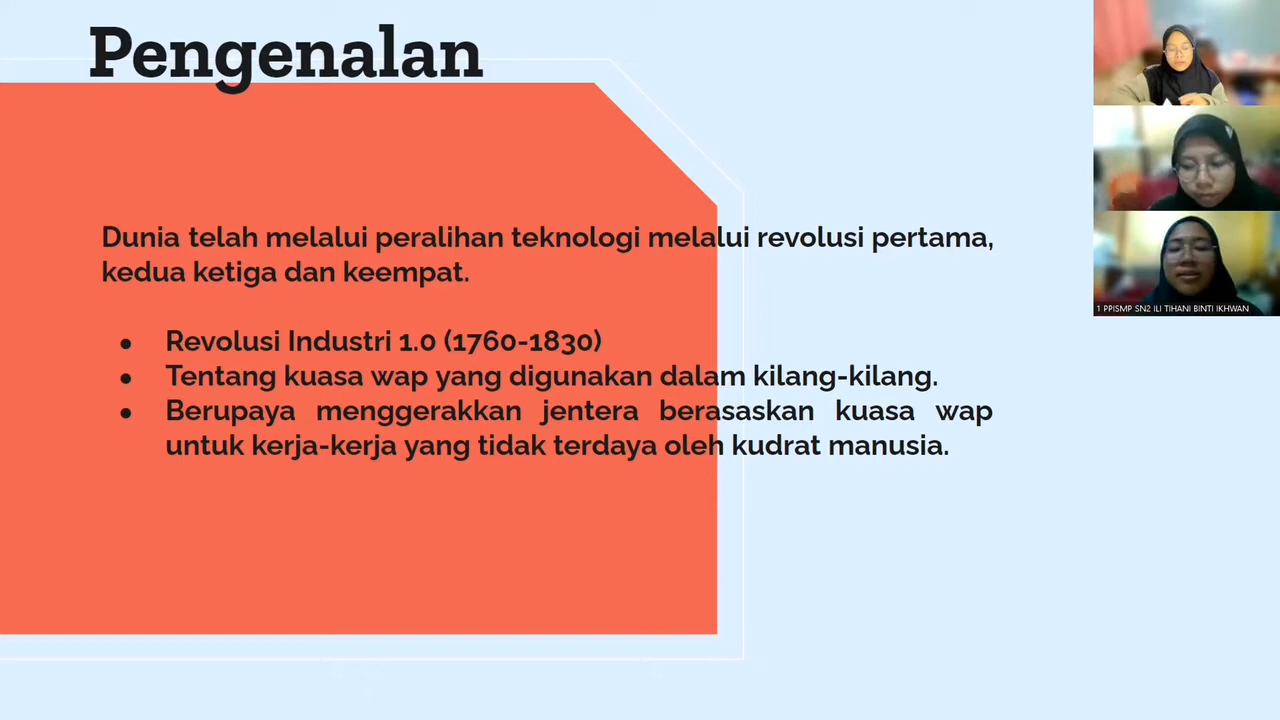 Pengenalan
Dunia telah melalui peralihan teknologi melalui revolusi pertama,
kedua ketiga dan keempat.
● Revolusi Industri 1.0 (1760-1830)
● Tentang kuasa wap yang digunakan dalam kilang-kilang.
● Berupaya menggerakkan jentera berasaskan kuasa wap
untuk kerja-kerja yang tidak terdaya oleh kudrat manusia.
1 PPISMP SN2 ILI TIHANI BINTI IKHWAN